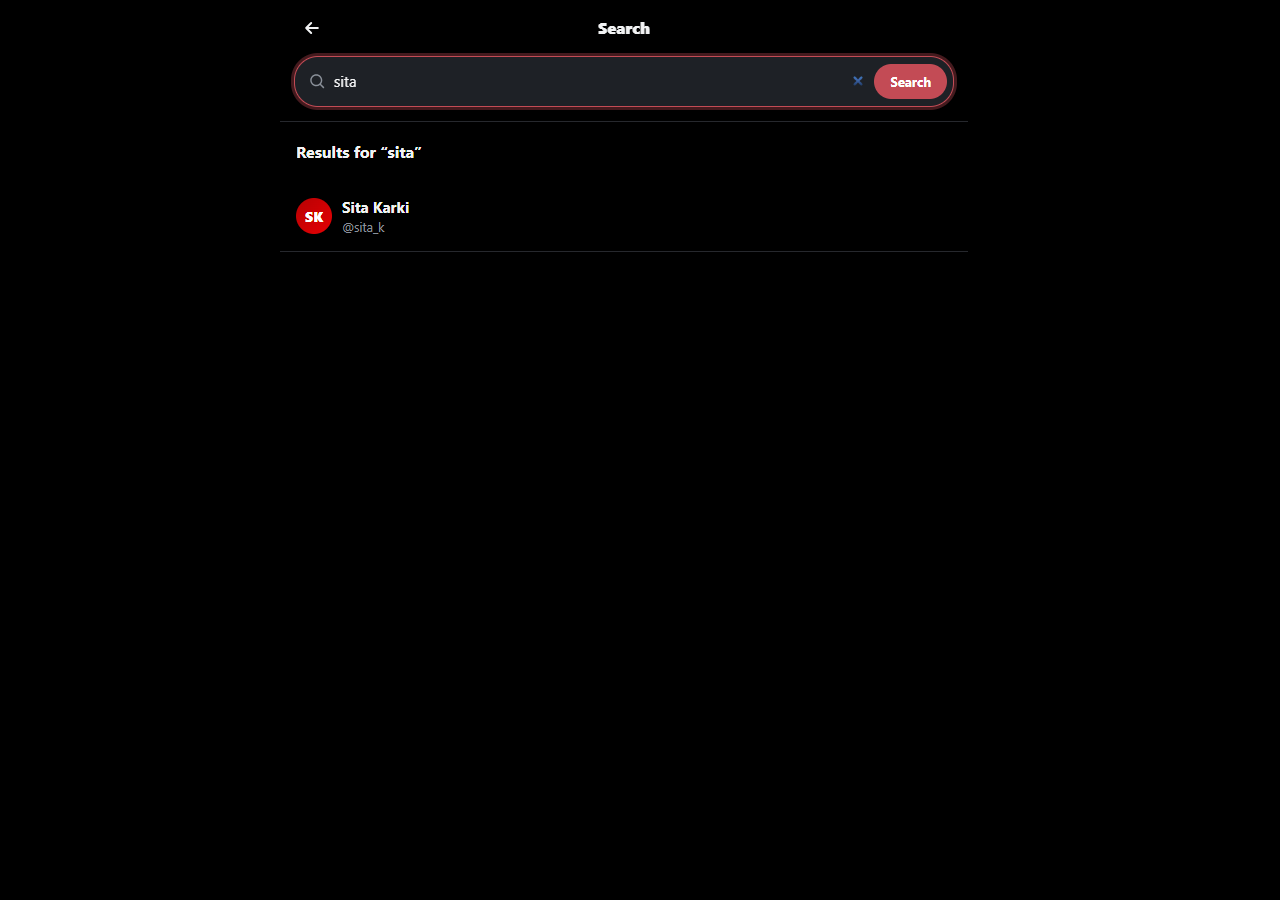 Search
sita
Search
Results for “sita”
SK
Sita Karki
@sita_k